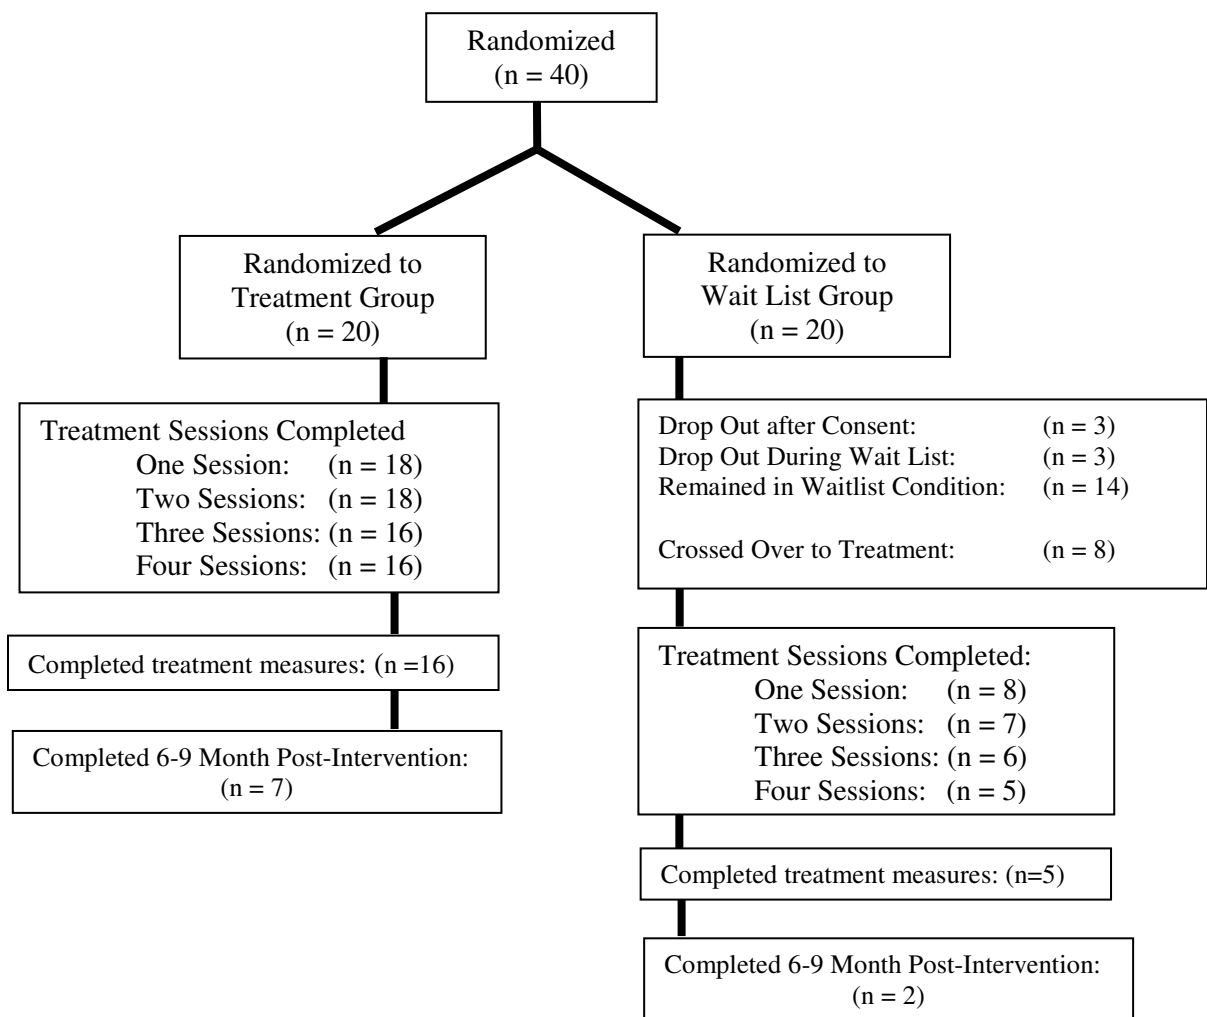 Randomized
(n = 40)
Randomized to
Treatment Group
(n = 20)
Randomized to
Wait List Group
(n = 20)
Treatment Sessions Completed
One Session: (n = 18)
Two Sessions: (n = 18)
Three Sessions: (n = 16)
Four Sessions: (n = 16)
Completed treatment measures: (n =16)
Completed 6-9 Month Post-Intervention:
(n = 7)
Drop Out after Consent: (n = 3)
Drop Out During Wait List: (n = 3)
Remained in Waitlist Condition: (n = 14)
Crossed Over to Treatment: (n = 8)
Treatment Sessions Completed:
One Session: (n = 8)
Two Sessions: (n = 7)
Three Sessions: (n = 6)
Four Sessions: (n = 5)
Completed treatment measures: (n=5)
Completed 6-9 Month Post-Intervention:
(n = 2)